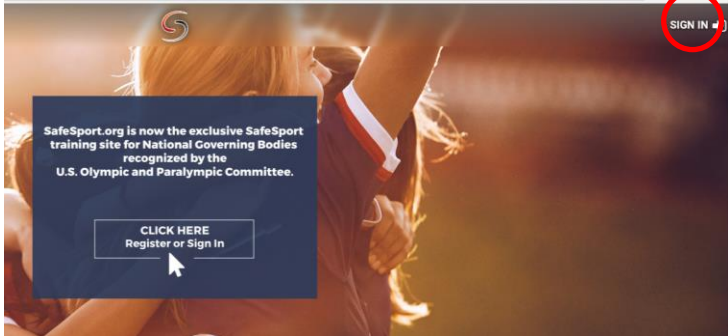 SIGN IN
SafeSport.org is now the exclusive SafeSport
training site for National Governing Bodies
recognized by the
U.S. Olympic and Paralympic Committee.
CLICK HERE
Register or Sign In